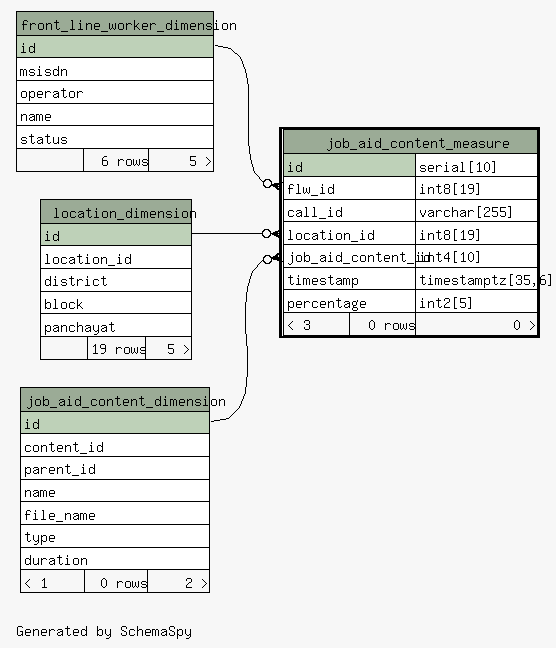 front_line_worker_dimension
id
msisdn
operator
name
status
6 rows 5 >
location_dimension
id
location_id
district
block
panchayat
19 rows 5 >
job_aid_content_dimension
id
content_id
parent_id
name
file_name
type
duration
< 1 0 rows 2 >
job_aid_content_measure
id serial[10]
flw_id int8[19]
call_id varchar[255]
location_id int8[19]
job_aid_content_id int4[10]
timestamp timestamptz[35,6]
percentage int2[5]
< 3 0 rows 0 >
Generated by SchemaSpy